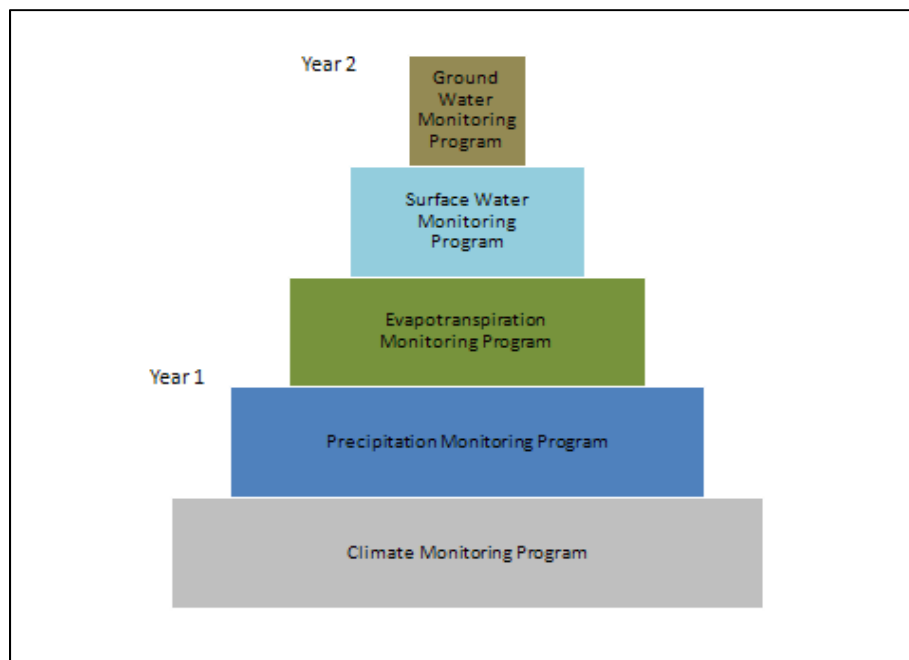 Year 2
Ground
Water
Monitoring
Program
Surface Water
Monitoring
Program
Evapotranspiration
Monitoring Program
Year 1
Precipitation Monitoring Program
Climate Monitoring Program